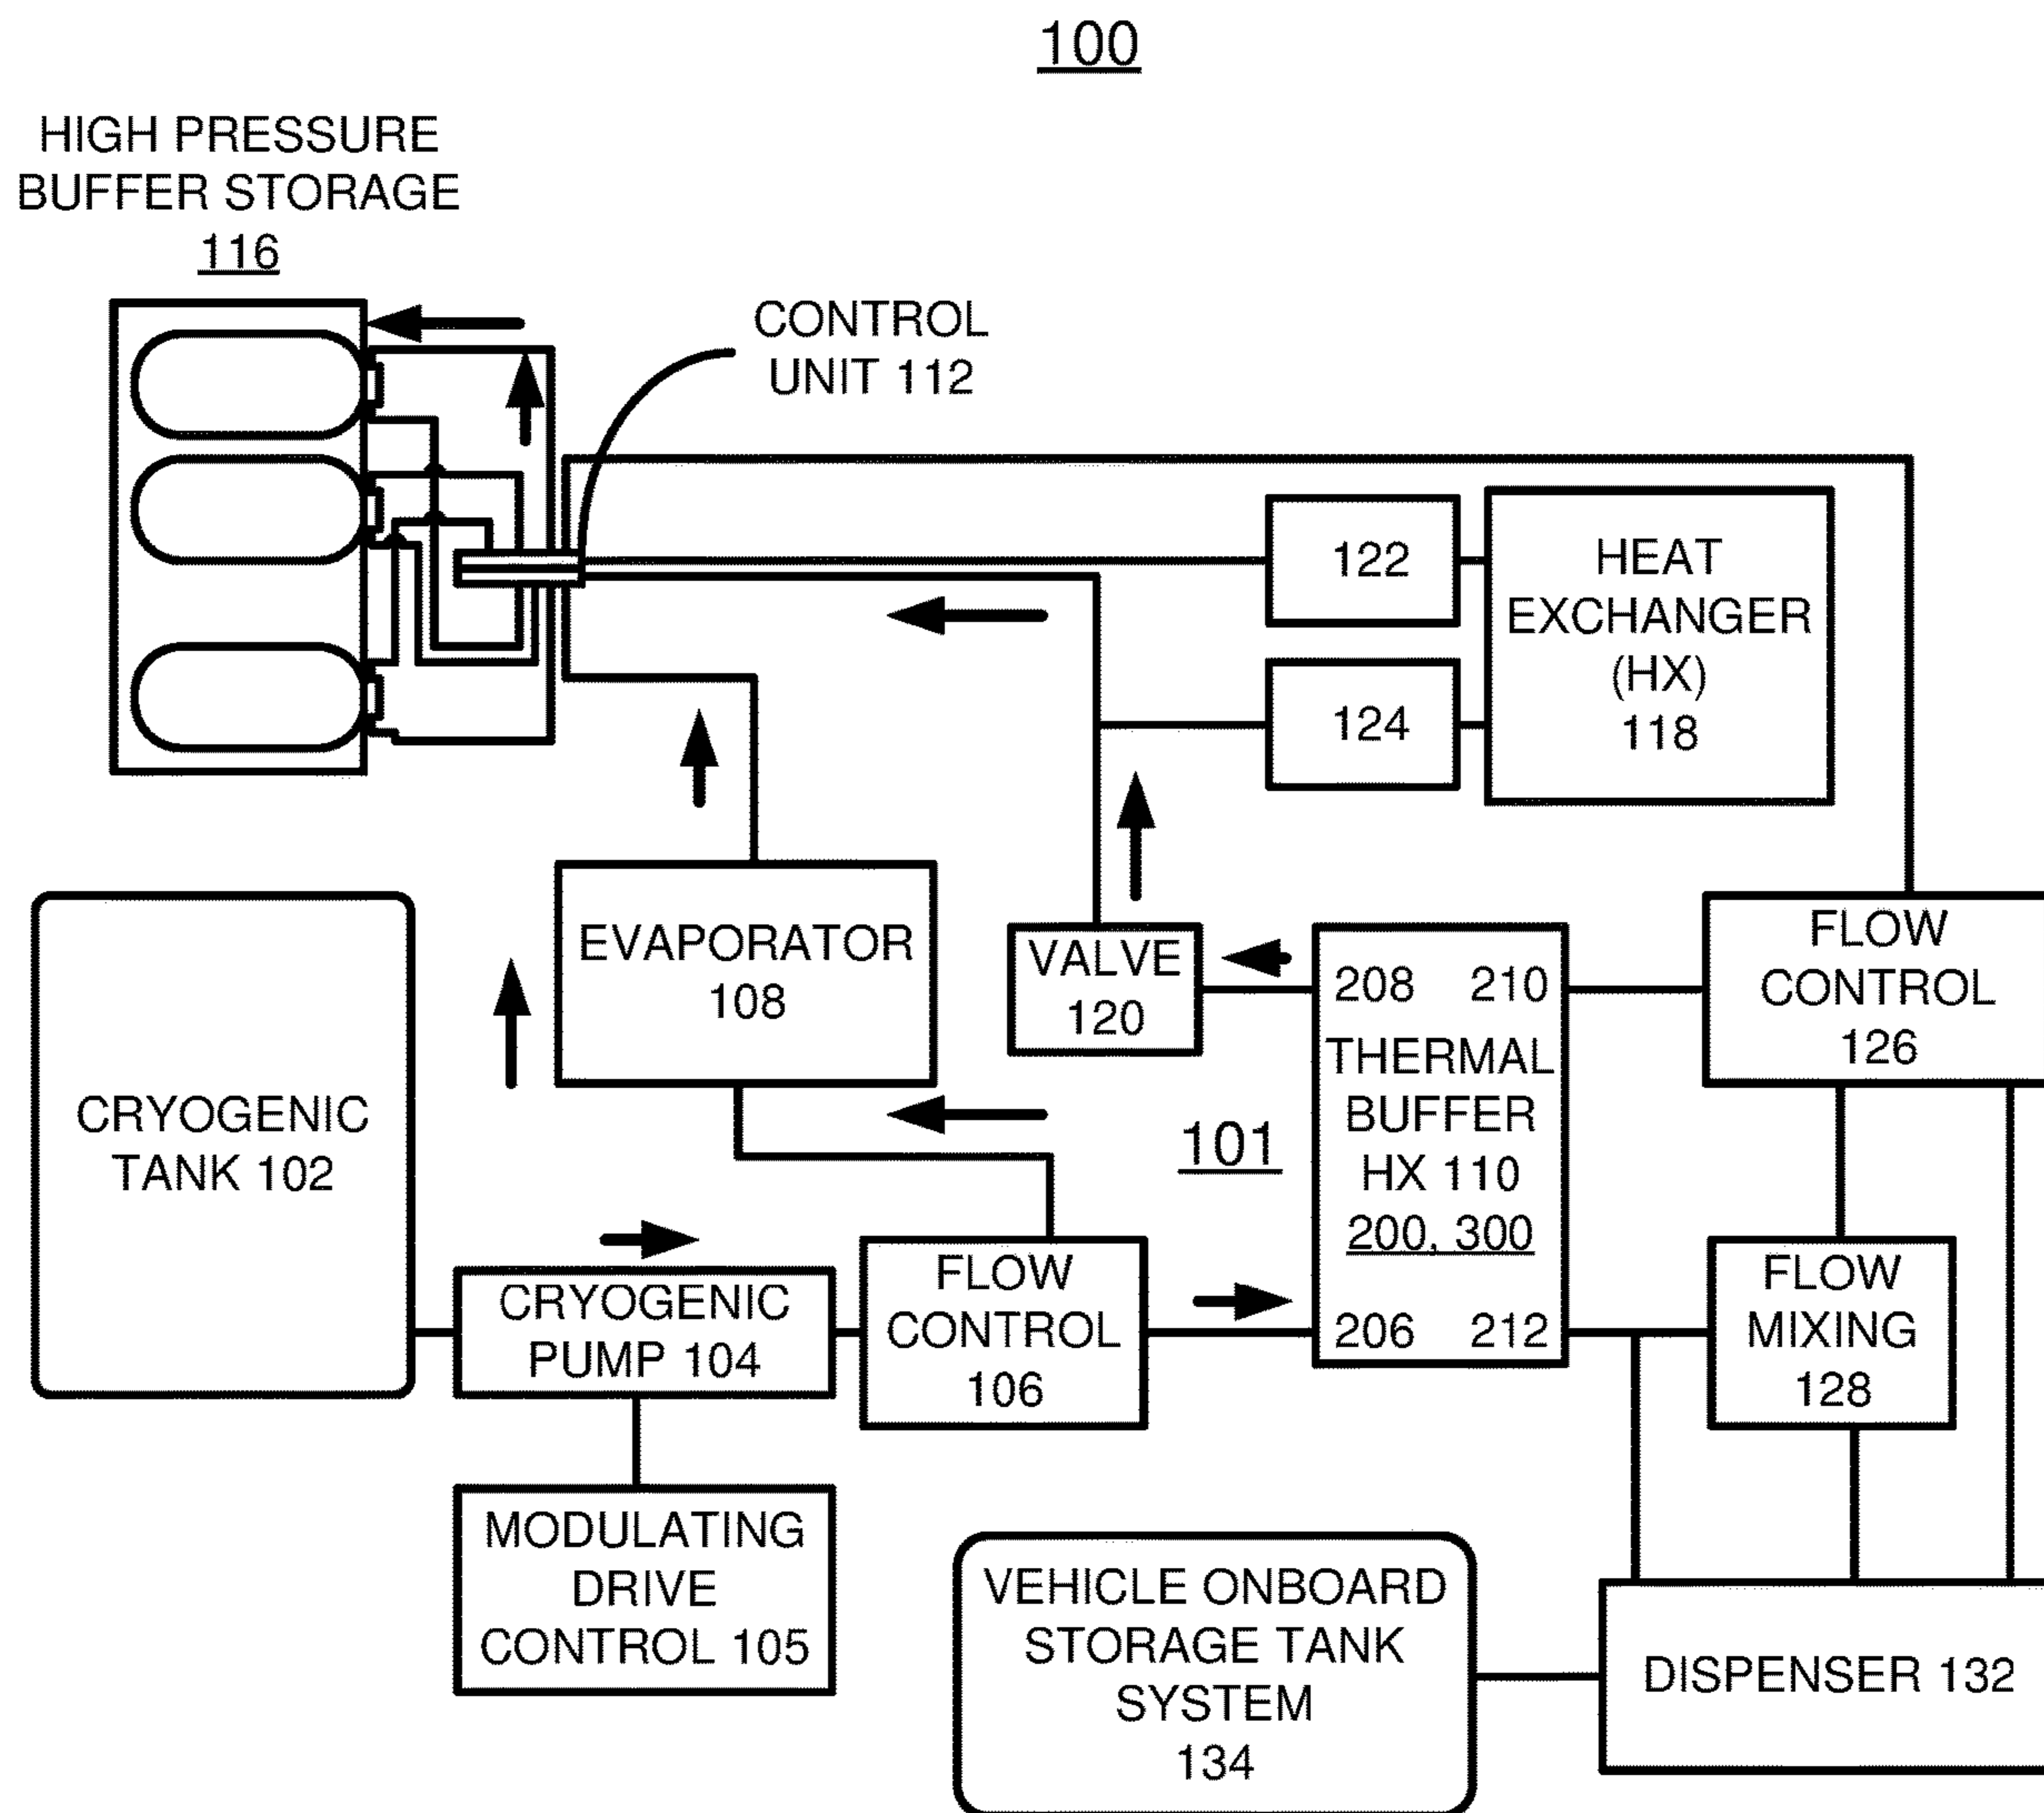 100
HIGH PRESSURE
BUFFER STORAGE
116
CONTROL
UNIT 112
122
HEAT
EXCHANGER
(HX)
118
124
CRYOGENIC
TANK 102
EVAPORATOR
108
VALVE
120
208 210
THERMAL
BUFFER
HX 110
200, 300
206 212
FLOW
CONTROL
126
101
CRYOGENIC
PUMP 104
FLOW
CONTROL
106
FLOW
MIXING
128
MODULATING
DRIVE
CONTROL 105
VEHICLE ONBOARD
STORAGE TANK
SYSTEM
134
DISPENSER 132